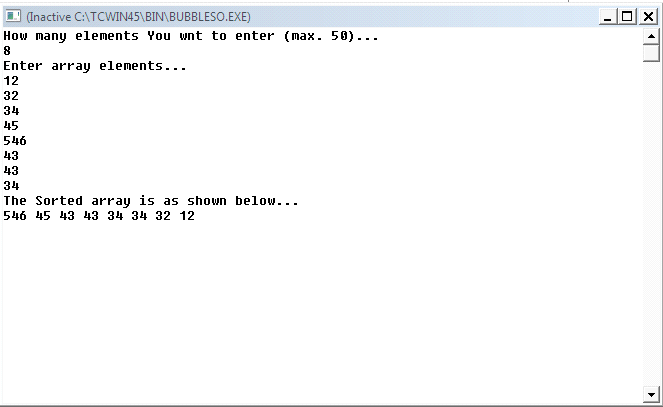 (Inactive C:\TCWIN45\BIN\BUBBLESO.EXE)
How many elements You wnt to enter (max. 50)...
8
Enter array elements...
12
32
34
45
546
43
43
34
The Sorted array is as shown below...
546 45 43 43 34 34 32 12